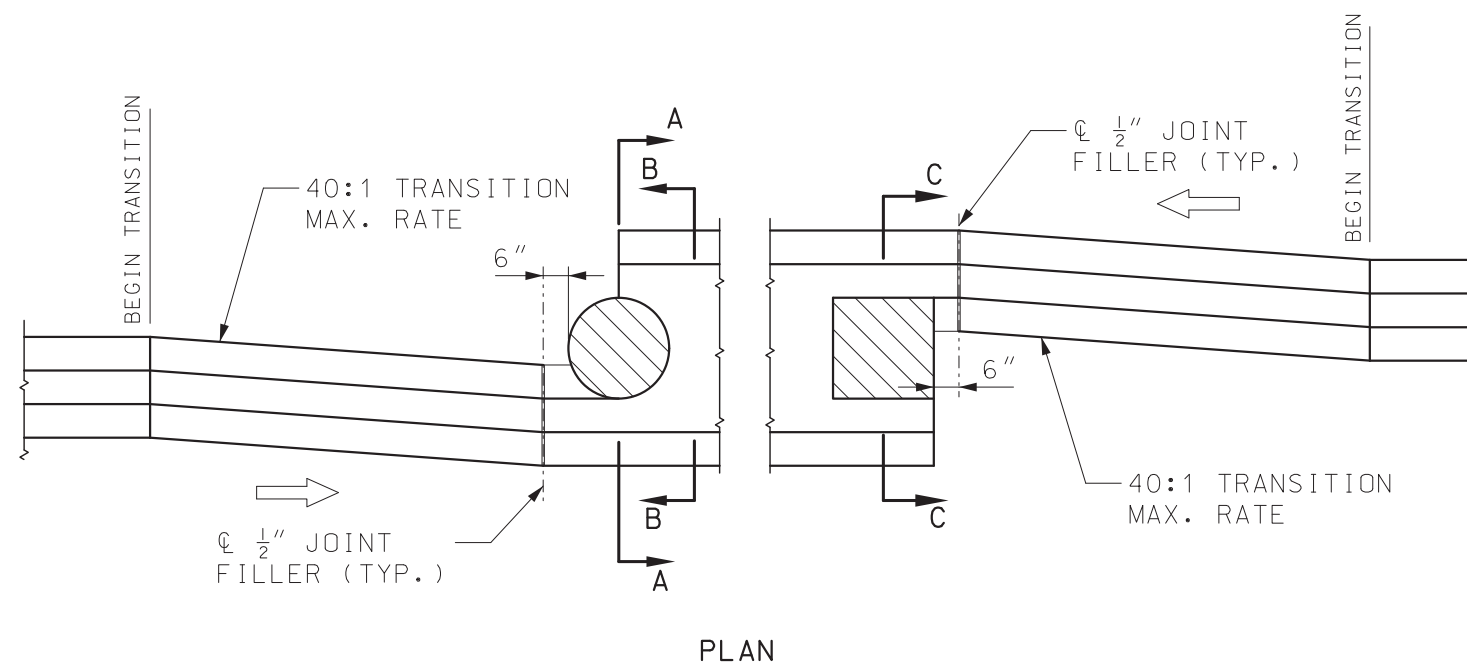 BEGIN TRANSITION
40:1 TRANSITION
MAX. RATE
6"
A
B
C
℄ 1/2" JOINT
FILLER (TYP.)
BEGIN TRANSITION
6"
40:1 TRANSITION
MAX. RATE
B
C
A
℄ 1/2" JOINT
FILLER (TYP.)
PLAN